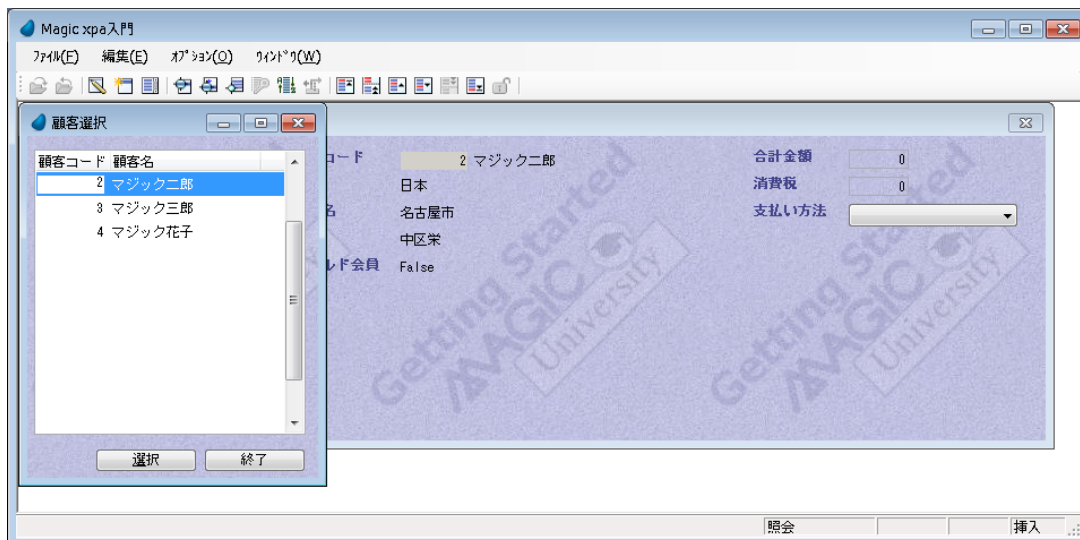 Magic xpa入門
ﾌｧｲﾙ(F) 編集(E) ｵﾌﾟｼｮﾝ(O) ｳｨﾝﾄﾞｳ(W)
顧客選択
顧客コード 顧客名
2 マジック二郎
3 マジック三郎
4 マジック花子
選択 終了
コード 2 マジック二郎
日本
名 名古屋市
中区栄
ルド会員 False
合計金額 0
消費税 0
支払い方法
Getting Started
MAGIC
University
Getting Started
MAGIC
University
照会 挿入